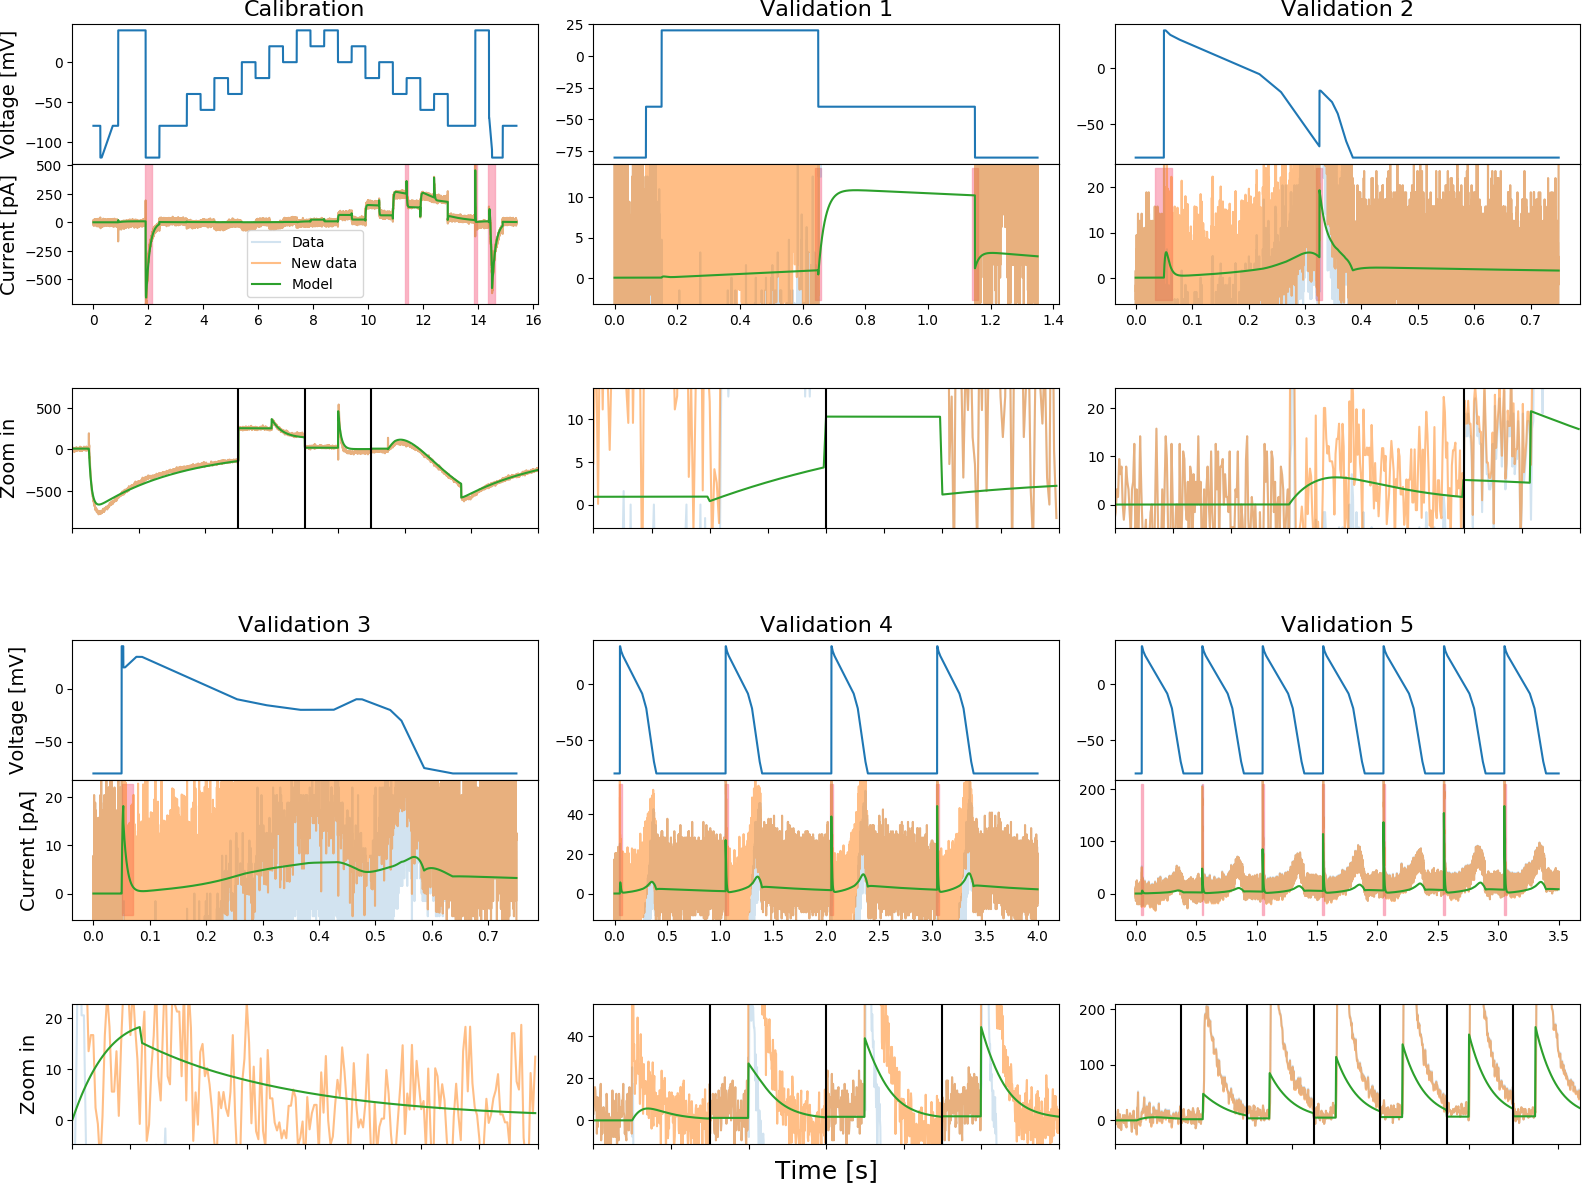 Calibration
Validation 1
Validation 2
Voltage [mV]
0
−50
−100
25
0
−25
−50
−75
0
−50
Current [pA]
500
250
0
−250
−500
Data
New data
Model
10
5
0
20
10
0
0 2 4 6 8 10 12 14 16
0.0 0.2 0.4 0.6 0.8 1.0 1.2 1.4
0.0 0.1 0.2 0.3 0.4 0.5 0.6 0.7
Zoom in
500
0
−500
10
5
0
20
10
0
Validation 3
Validation 4
Validation 5
Voltage [mV]
0
−50
0
−50
0
−50
Current [pA]
20
10
0
40
20
0
200
100
0
0.0 0.1 0.2 0.3 0.4 0.5 0.6 0.7
0.0 0.5 1.0 1.5 2.0 2.5 3.0 3.5 4.0
0.0 0.5 1.0 1.5 2.0 2.5 3.0 3.5
Zoom in
20
10
0
40
20
0
200
100
0
Time [s]